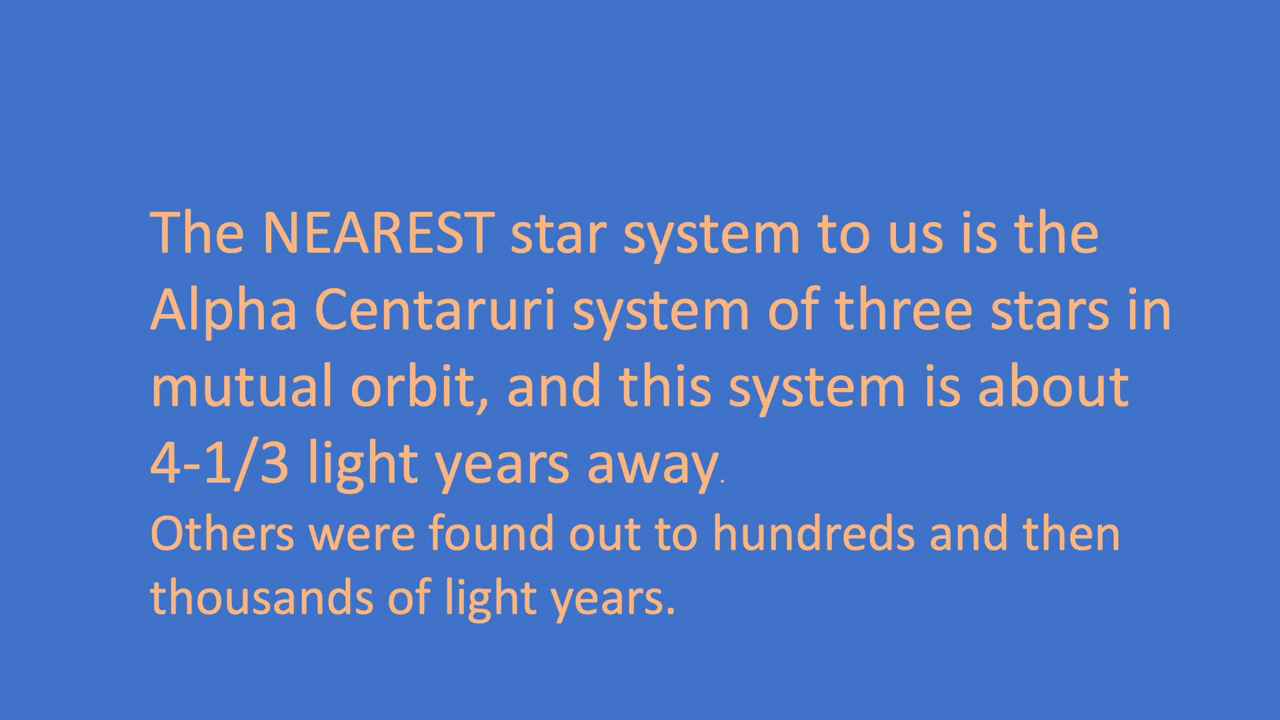 The NEAREST star system to us is the
Alpha Centaruri system of three stars in
mutual orbit, and this system is about
4-1/3 light years away.
Others were found out to hundreds and then
thousands of light years.